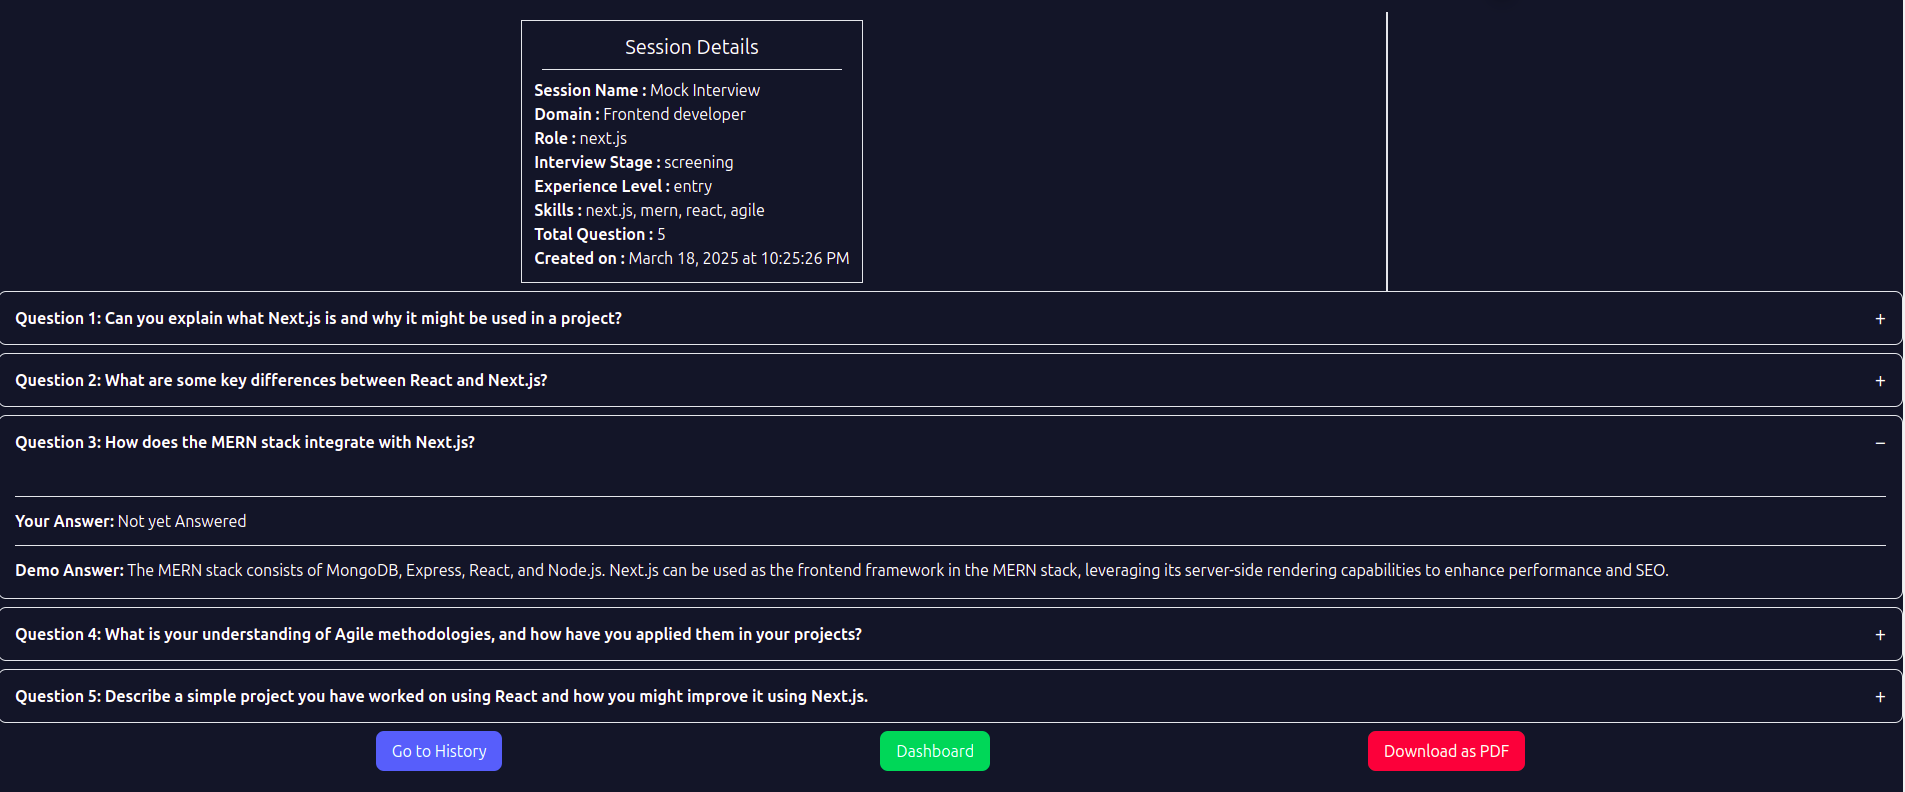 Session Details
Session Name : Mock Interview
Domain : Frontend developer
Role : next.js
Interview Stage : screening
Experience Level : entry
Skills : next.js, mern, react, agile
Total Question : 5
Created on : March 18, 2025 at 10:25:26 PM
Question 1: Can you explain what Next.js is and why it might be used in a project? +
Question 2: What are some key differences between React and Next.js? +
Question 3: How does the MERN stack integrate with Next.js? −
Your Answer: Not yet Answered
Demo Answer: The MERN stack consists of MongoDB, Express, React, and Node.js. Next.js can be used as the frontend framework in the MERN stack, leveraging its server-side rendering capabilities to enhance performance and SEO.
Question 4: What is your understanding of Agile methodologies, and how have you applied them in your projects? +
Question 5: Describe a simple project you have worked on using React and how you might improve it using Next.js. +
Go to History Dashboard Download as PDF